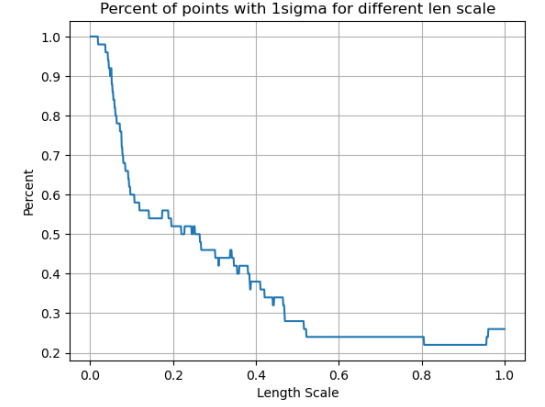 Percent of points with 1sigma for different len scale
1.0
0.9
0.8
0.7
0.6
0.5
0.4
0.3
0.2
Percent
0.0 0.2 0.4 0.6 0.8 1.0
Length Scale